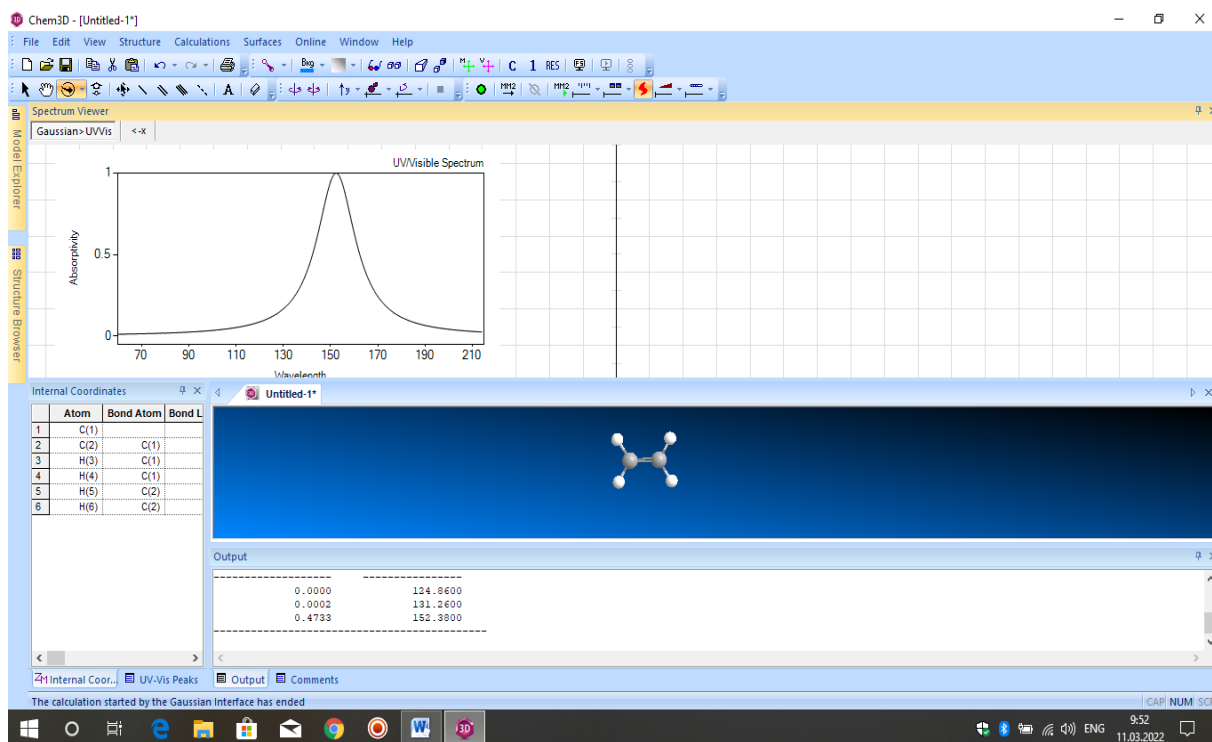 Chem3D - [Untitled-1*]
File Edit View Structure Calculations Surfaces Online Window Help
Bkg M V C 1 RES
A MM2 MM2
Model Explorer
Structure Browser
Spectrum Viewer
Gaussian>UVVis <-X
UV/Visible Spectrum
Absorptivity
1
0.5
0
70 90 110 130 150 170 190 210
Wavelength
Internal Coordinates
Atom Bond Atom Bond L
1 C(1)
2 C(2) C(1)
3 H(3) C(1)
4 H(4) C(1)
5 H(5) C(2)
6 H(6) C(2)
Untitled-1*
Output
0.0000 124.8600
0.0002 131.2600
0.4733 152.3800
Internal Coor... UV-Vis Peaks Output Comments
The calculation started by the Gaussian Interface has ended
CAP NUM SCR
ENG 9:52
11.03.2022